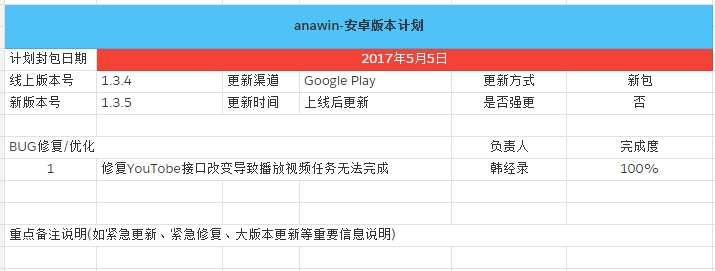 anawin-安卓版本计划
计划封包日期 2017年5月5日
线上版本号 1.3.4 更新渠道 Google Play 更新方式 新包
新版本号 1.3.5 更新时间 上线后更新 是否强更 否
BUG修复/优化 负责人 完成度
1 修复YouTobe接口改变导致播放视频任务无法完成 韩经录 100%
重点备注说明(如紧急更新、紧急修复、大版本更新等重要信息说明)